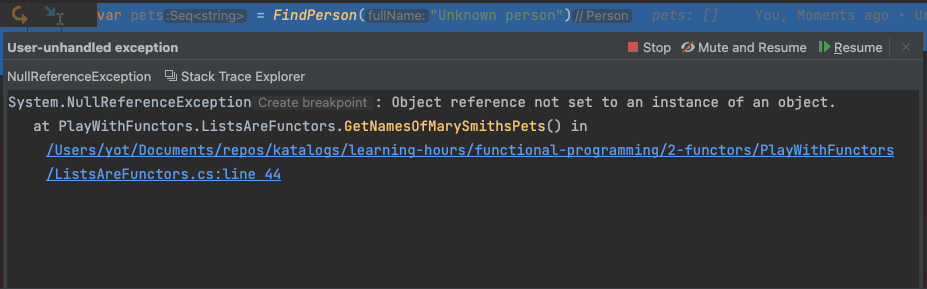 var pets :Seq<string> = FindPerson( fullName: "Unknown person") // Person pets: [] You, Moments ago · Un
User-unhandled exception Stop Mute and Resume Resume
NullReferenceException Stack Trace Explorer
System.NullReferenceException Create breakpoint : Object reference not set to an instance of an object.
at PlayWithFunctors.ListsAreFunctors.GetNamesOfMarySmithsPets() in
/Users/yot/Documents/repos/katalogs/learning-hours/functional-programming/2-functors/PlayWithFunctors
/ListsAreFunctors.cs:line 44